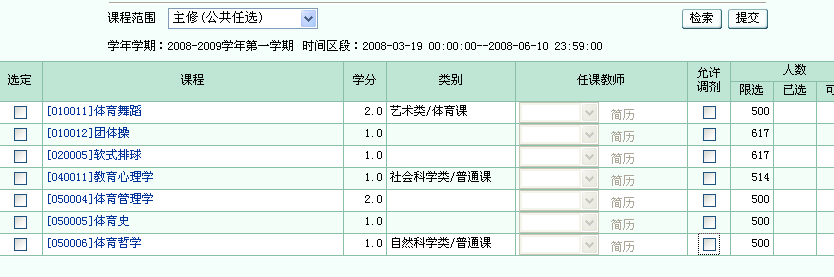 课程范围 主修(公共任选) 检索 提交
学年学期：2008-2009学年第一学期 时间区段：2008-03-19 00:00:00--2008-06-10 23:59:00
选定 课程 学分 类别 任课教师 允许调剂 人数
限选 已选 可
[010011]体育舞蹈 2.0 艺术类/体育课 简历 500
[010012]团体操 1.0 简历 617
[020005]软式排球 1.0 简历 617
[040011]教育心理学 1.0 社会科学类/普通课 简历 514
[050004]体育管理学 2.0 简历 500
[050005]体育史 1.0 简历 500
[050006]体育哲学 1.0 自然科学类/普通课 简历 500